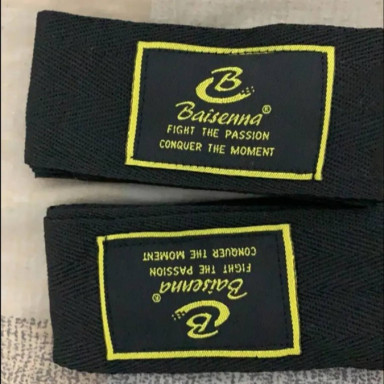 B
Baisenna®
FIGHT THE PASSION
CONQUER THE MOMENT
B
Baisenna®
FIGHT THE PASSION
CONQUER THE MOMENT